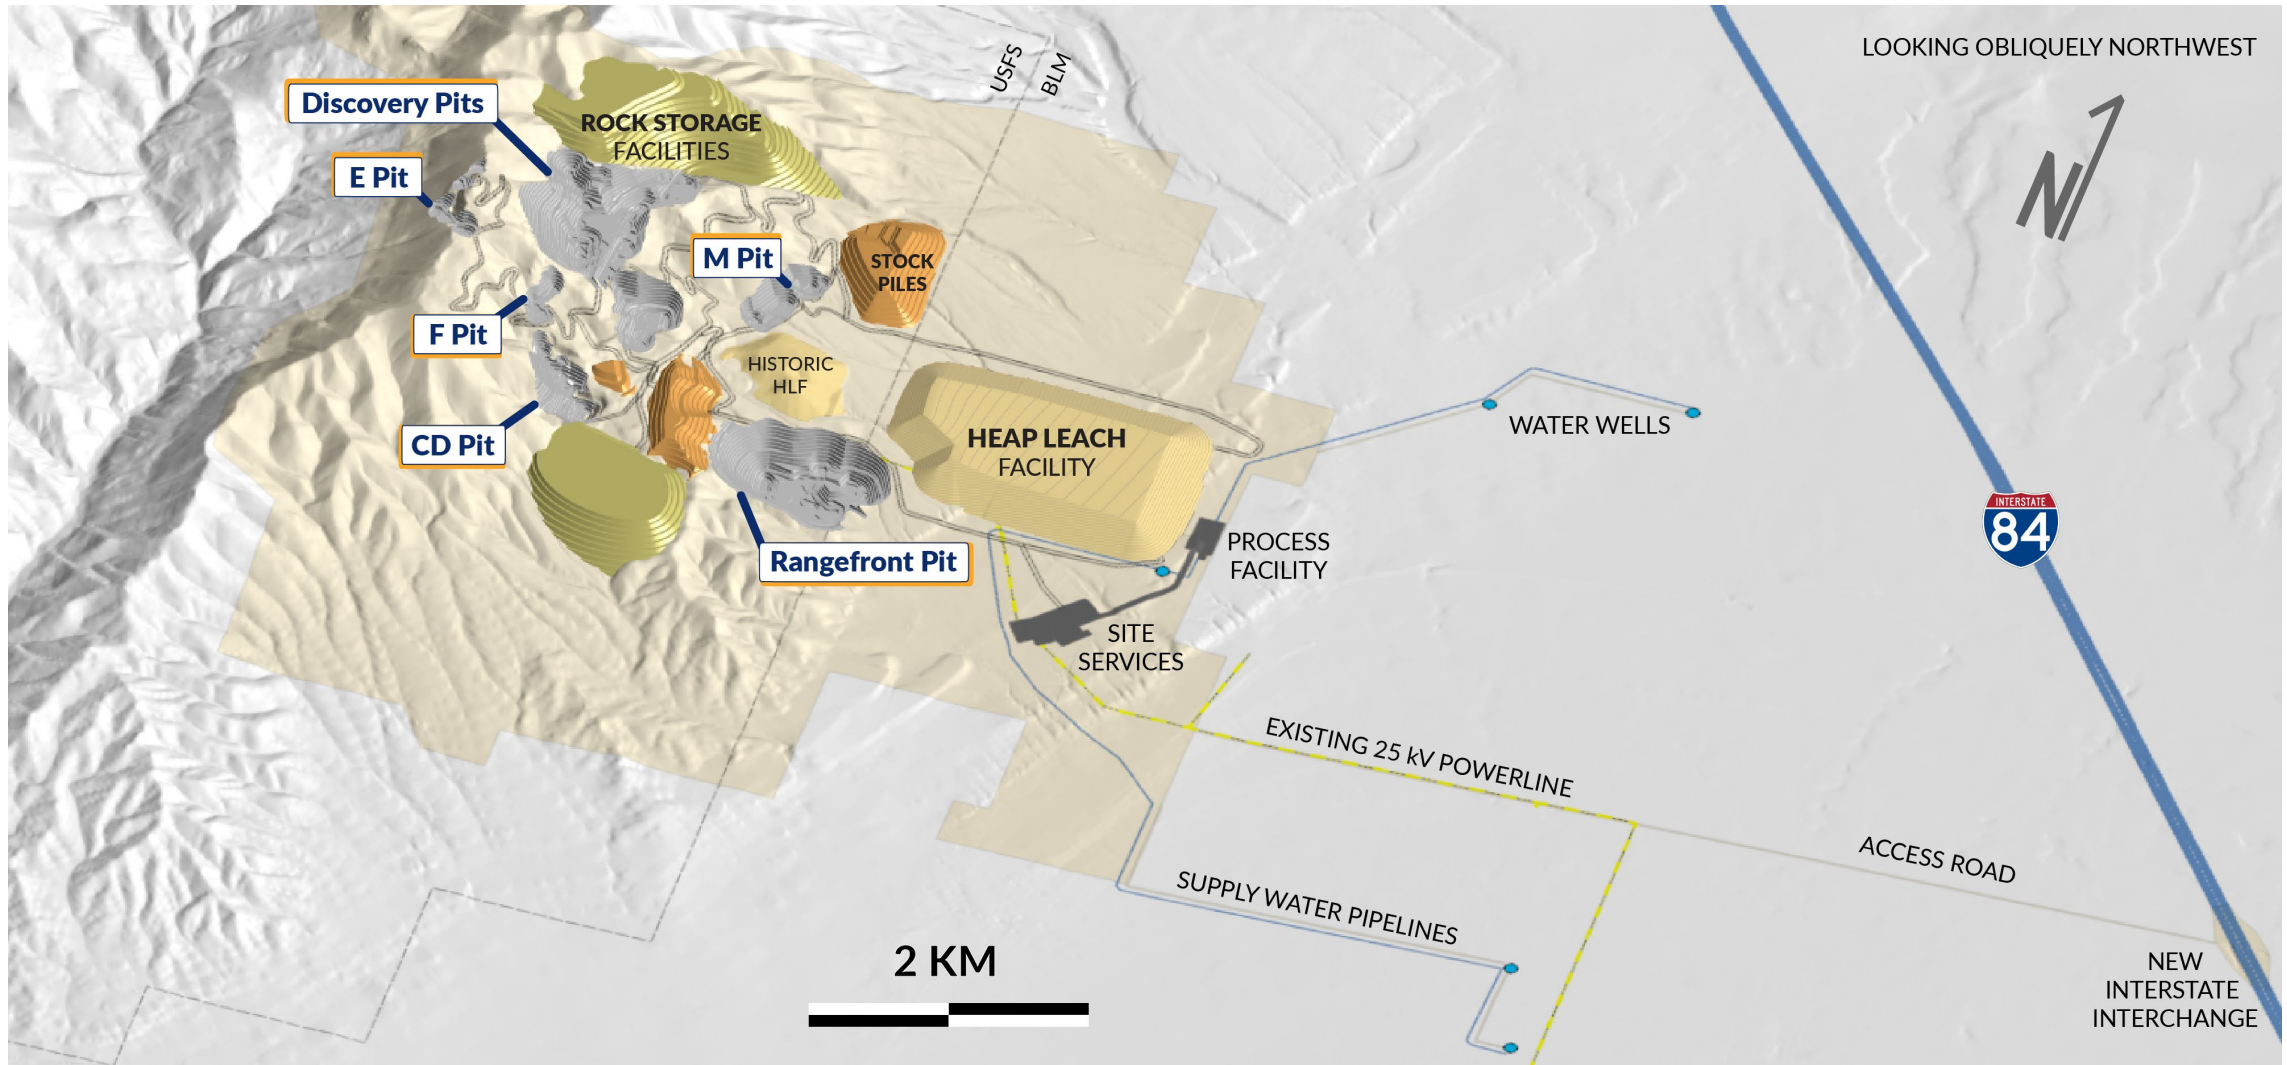 LOOKING OBLIQUELY NORTHWEST
N
USFS
BLM
Discovery Pits
ROCK STORAGE
FACILITIES
E Pit
M Pit
STOCK
PILES
F Pit
HISTORIC
HLF
CD Pit
HEAP LEACH
FACILITY
WATER WELLS
INTERSTATE
84
Rangefront Pit
PROCESS
FACILITY
SITE
SERVICES
EXISTING 25 kV POWERLINE
ACCESS ROAD
SUPPLY WATER PIPELINES
2 KM
NEW
INTERSTATE
INTERCHANGE